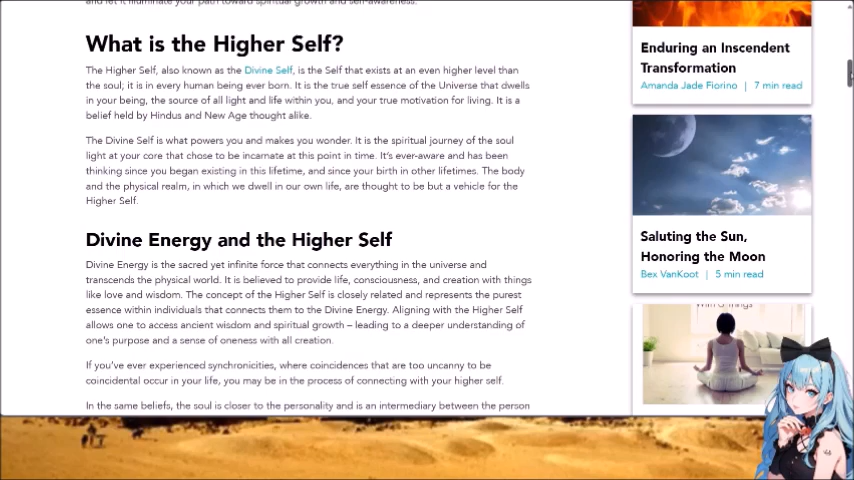 and let it illuminate your path toward spiritual growth and self-awareness.
What is the Higher Self?
The Higher Self, also known as the Divine Self, is the Self that exists at an even higher level than
the soul; it is in every human being ever born. It is the true self essence of the Universe that dwells
in your being, the source of all light and life within you, and your true motivation for living. It is a
belief held by Hindus and New Age thought alike.
The Divine Self is what powers you and makes you wonder. It is the spiritual journey of the soul
light at your core that chose to be incarnate at this point in time. It's ever-aware and has been
thinking since you began existing in this lifetime, and since your birth in other lifetimes. The body
and the physical realm, in which we dwell in our own life, are thought to be but a vehicle for the
Higher Self.
Divine Energy and the Higher Self
Divine Energy is the sacred yet infinite force that connects everything in the universe and
transcends the physical world. It is believed to provide life, consciousness, and creation with things
like love and wisdom. The concept of the Higher Self is closely related and represents the purest
essence within individuals that connects them to the Divine Energy. Aligning with the Higher Self
allows one to access ancient wisdom and spiritual growth – leading to a deeper understanding of
one's purpose and a sense of oneness with all creation.
If you've ever experienced synchronicities, where coincidences that are too uncanny to be
coincidental occur in your life, you may be in the process of connecting with your higher self.
In the same beliefs, the soul is closer to the personality and is an intermediary between the person
Enduring an Inscendent
Transformation
Amanda Jade Fiorino | 7 min read
Saluting the Sun,
Honoring the Moon
Bex VanKoot | 5 min read